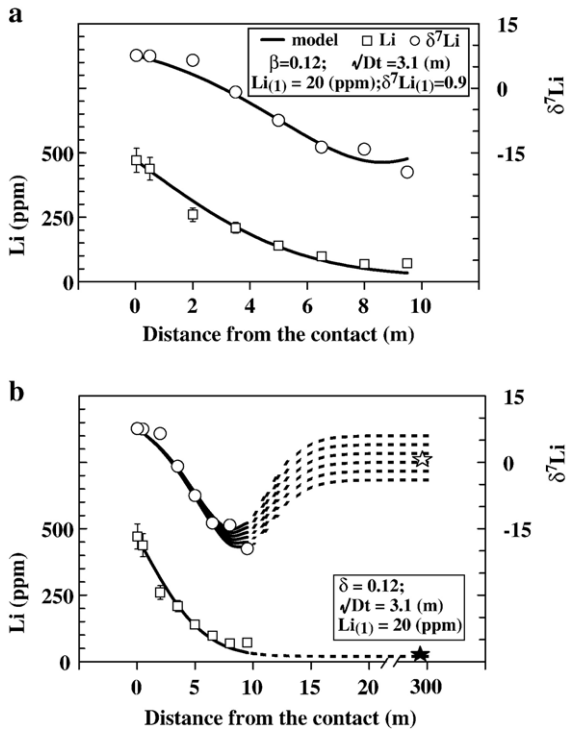 a
model Li δ⁷Li
β=0.12; √Dt =3.1 (m)
Li(1) = 20 (ppm);δ⁷Li(1)=0.9
15
0
-15
δ⁷Li
500
250
0
Li (ppm)
0 2 4 6 8 10
Distance from the contact (m)
b
15
0
-15
δ⁷Li
500
250
0
Li (ppm)
δ = 0.12;
√Dt = 3.1 (m)
Li(1) = 20 (ppm)
0 5 10 15 20 300
Distance from the contact (m)